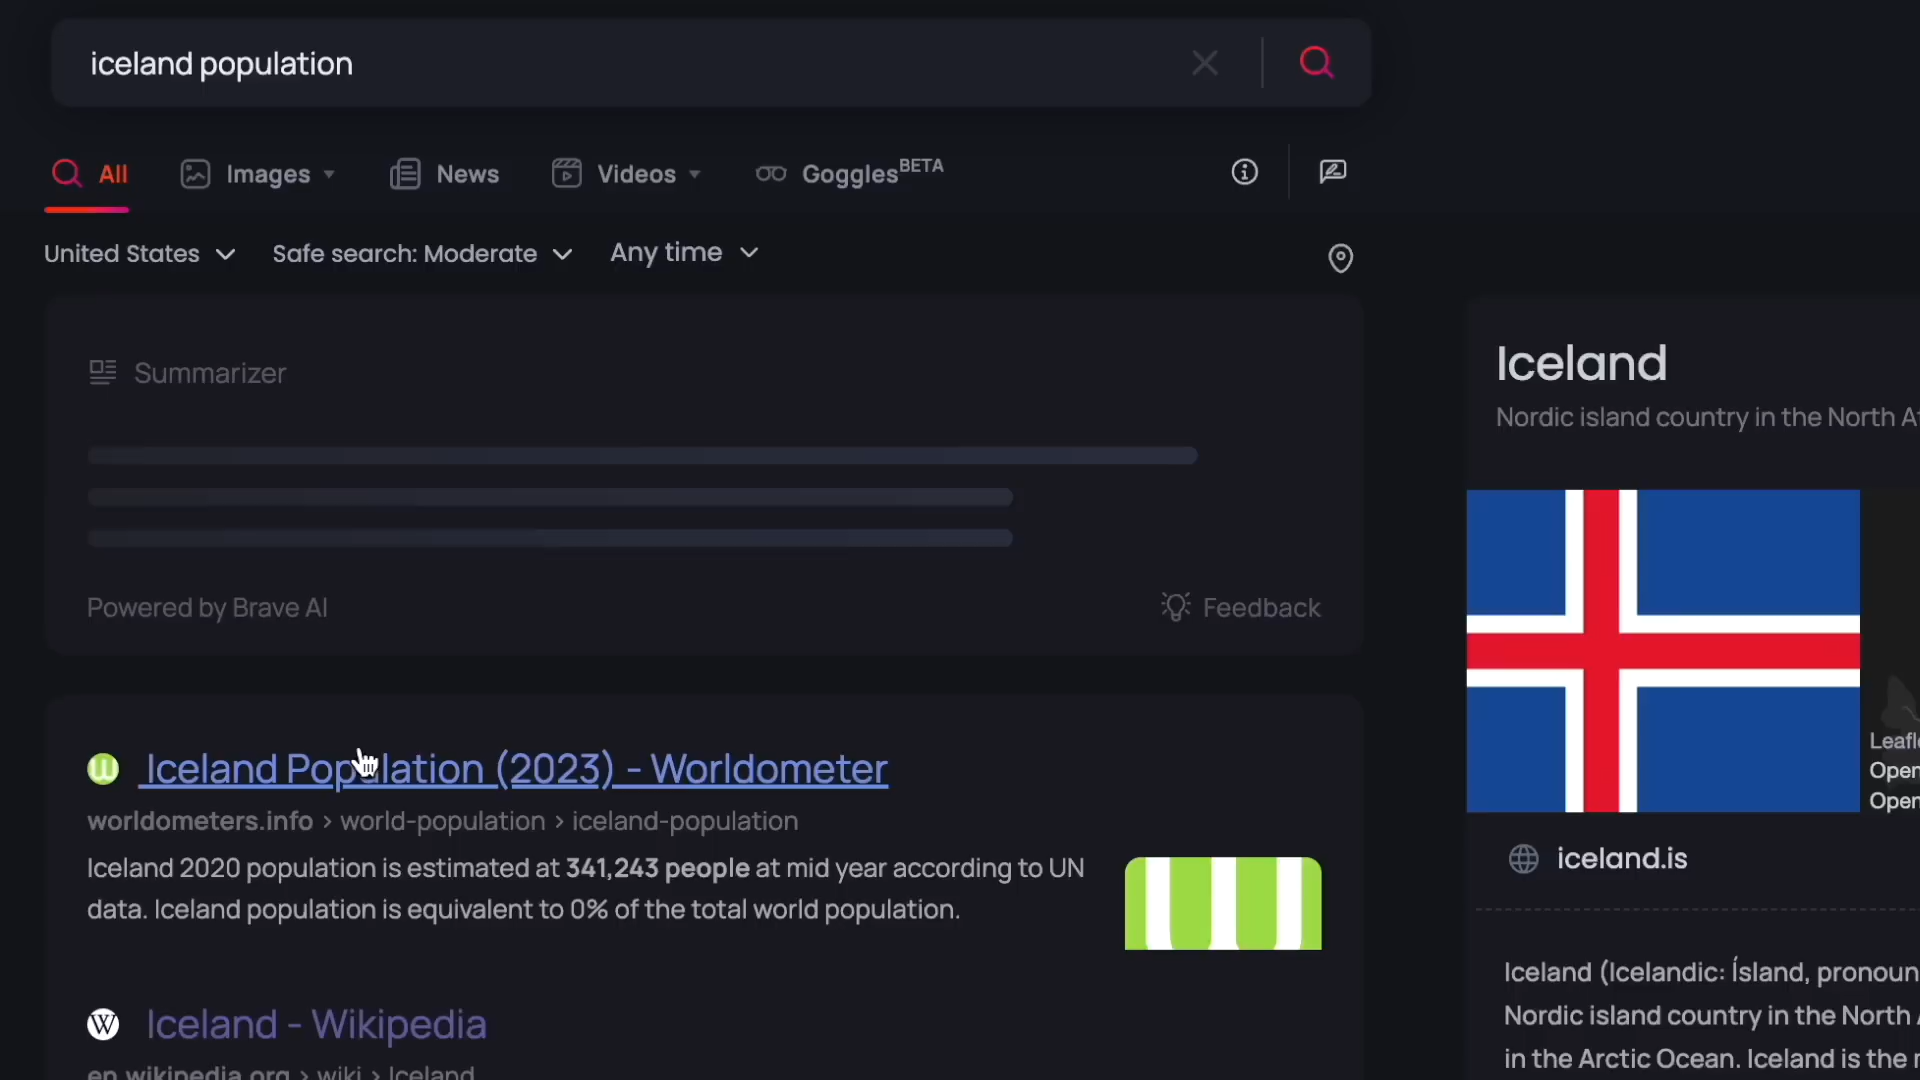 iceland population
All Images News Videos Goggles BETA
United States Safe search: Moderate Any time
Summarizer
Powered by Brave AI Feedback
Iceland Population (2023) - Worldometer
worldometers.info › world-population › iceland-population
Iceland 2020 population is estimated at 341,243 people at mid year according to UN
data. Iceland population is equivalent to 0% of the total world population.
W Iceland - Wikipedia
en.wikipedia.org › wiki › Iceland
Iceland
Nordic island country in the North
iceland.is
Iceland (Icelandic: Ísland, pronoun
Nordic island country in the North
in the Arctic Ocean. Iceland is the